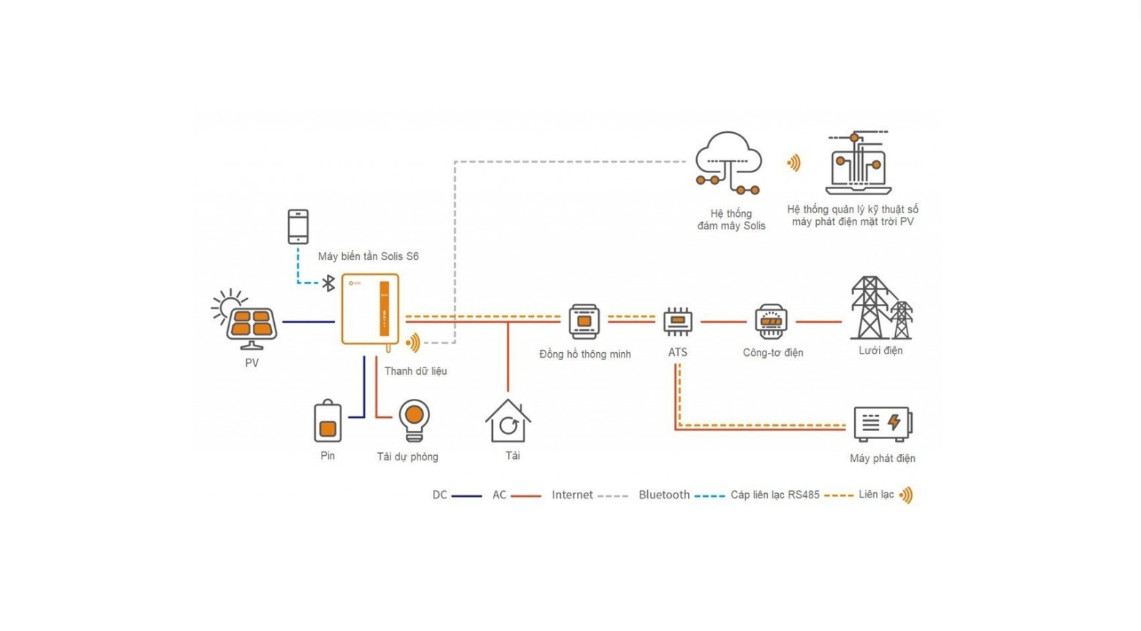 Hệ thống
đám mây Solis
Hệ thống quản lý kỹ thuật số
máy phát điện mặt trời PV
Máy biến tần Solis S6
PV
Thanh dữ liệu
Đồng hồ thông minh
ATS
Công-tơ điện
Lưới điện
Pin
Tải dự phòng
Tải
Máy phát điện
DC
AC
Internet
Bluetooth
Cáp liên lạc RS485
Liên lạc